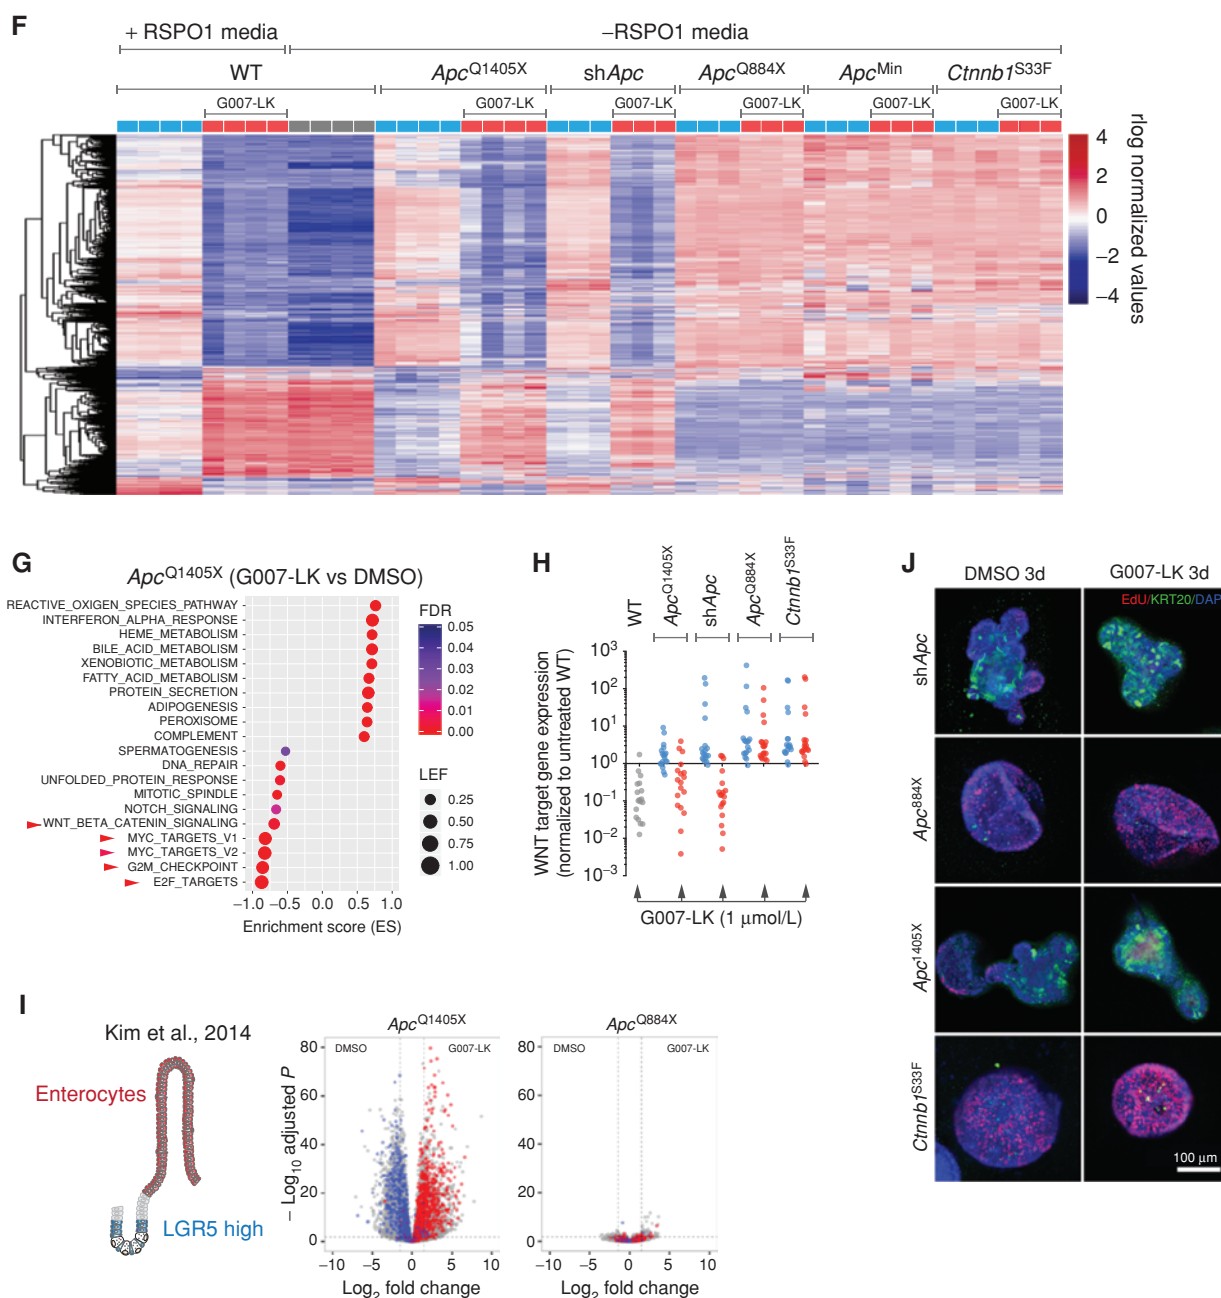 F
+ RSPO1 media
−RSPO1 media
WT
ApcQ1405X
shApc
ApcQ884X
ApcMin
Ctnnb1S33F
G007-LK
G007-LK
G007-LK
G007-LK
G007-LK
G007-LK
4
2
0
−2
−4
rlog normalized values
G
ApcQ1405X (G007-LK vs DMSO)
REACTIVE_OXIGEN_SPECIES_PATHWAY
INTERFERON_ALPHA_RESPONSE
HEME_METABOLISM
BILE_ACID_METABOLISM
XENOBIOTIC_METABOLISM
FATTY_ACID_METABOLISM
PROTEIN_SECRETION
ADIPOGENESIS
PEROXISOME
COMPLEMENT
SPERMATOGENESIS
DNA_REPAIR
UNFOLDED_PROTEIN_RESPONSE
MITOTIC_SPINDLE
NOTCH_SIGNALING
WNT_BETA_CATENIN_SIGNALING
MYC_TARGETS_V1
MYC_TARGETS_V2
G2M_CHECKPOINT
E2F_TARGETS
−1.0 −0.5 0.0 0.5 1.0
Enrichment score (ES)
FDR
0.05
0.04
0.03
0.02
0.01
0.00
LEF
0.25
0.50
0.75
1.00
H
WT
ApcQ1405X
shApc
ApcQ884X
Ctnnb1S33F
WNT target gene expression
(normalized to untreated WT)
10³
10²
10¹
10⁰
10⁻¹
10⁻²
10⁻³
G007-LK (1 μmol/L)
J
DMSO 3d
G007-LK 3d
EdU/KRT20/DAP
shApc
Apc884X
Apc1405X
Ctnnb1S33F
100 μm
I
Kim et al., 2014
Enterocytes
LGR5 high
ApcQ1405X
DMSO
G007-LK
− Log₁₀ adjusted P
80
60
40
20
0
−10 −5 0 5 10
Log₂ fold change
ApcQ884X
DMSO
G007-LK
80
60
40
20
0
−10 −5 0 5 10
Log₂ fold change